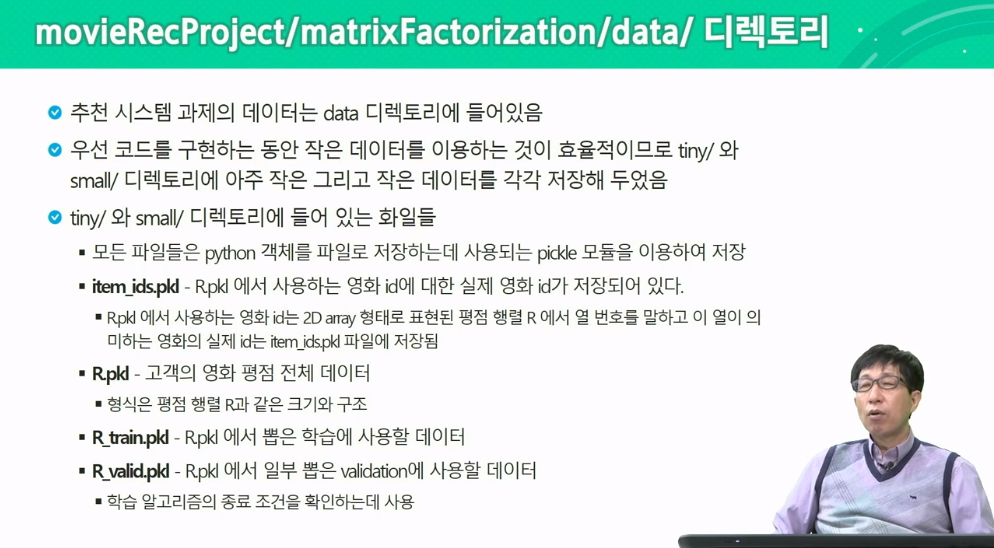 movieRecProject/matrixFactorization/data/ 디렉토리
추천 시스템 과제의 데이터는 data 디렉토리에 들어있음
우선 코드를 구현하는 동안 작은 데이터를 이용하는 것이 효율적이므로 tiny/ 와
small/ 디렉토리에 아주 작은 그리고 작은 데이터를 각각 저장해 두었음
tiny/ 와 small/ 디렉토리에 들어 있는 화일들
모든 파일들은 python 객체를 파일로 저장하는데 사용되는 pickle 모듈을 이용하여 저장
item_ids.pkl - R.pkl 에서 사용하는 영화 id에 대한 실제 영화 id가 저장되어 있다.
R.pkl 에서 사용하는 영화 id는 2D array 형태로 표현된 평점 행렬 R 에서 열 번호를 말하고 이 열이 의
미하는 영화의 실제 id는 item_ids.pkl 파일에 저장됨
R.pkl - 고객의 영화 평점 전체 데이터
형식은 평점 행렬 R과 같은 크기와 구조
R_train.pkl - R.pkl 에서 뽑은 학습에 사용할 데이터
R_valid.pkl - R.pkl 에서 일부 뽑은 validation에 사용할 데이터
학습 알고리즘의 종료 조건을 확인하는데 사용